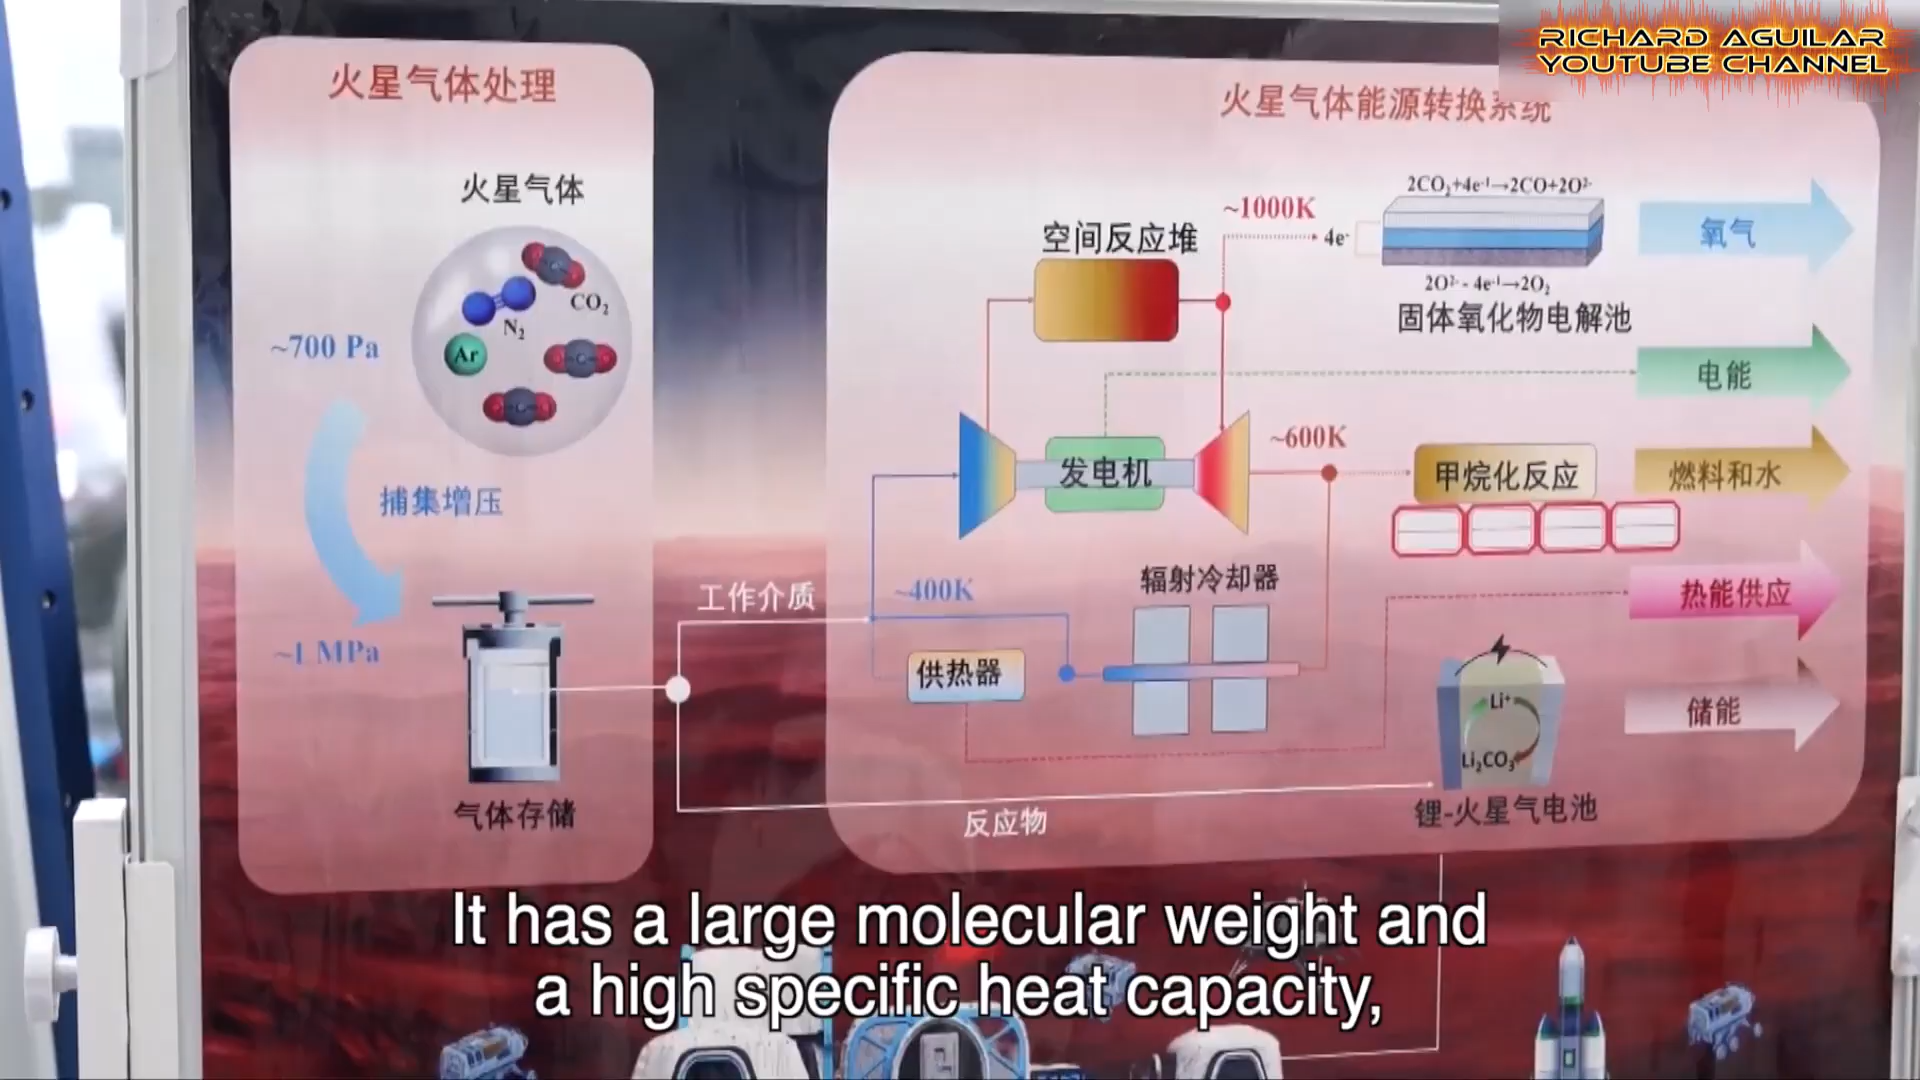 RICHARD AGUILAR
YOUTUBE CHANNEL
火星气体处理
火星气体
CO₂
N₂
Ar
C
C
~700 Pa
捕集增压
~1 MPa
气体存储
工作介质
反应物
火星气体能源转换系统
空间反应堆
~1000K
2CO₂+4e⁻¹→2CO+2O²⁻
4e⁻
2O²⁻ - 4e⁻¹→2O₂
固体氧化物电解池
氧气
电能
发电机
~600K
甲烷化反应
燃料和水
~400K
辐射冷却器
供热器
热能供应
Li⁺
Li₂CO₃
锂-火星气电池
储能
It has a large molecular weight and
a high specific heat capacity,